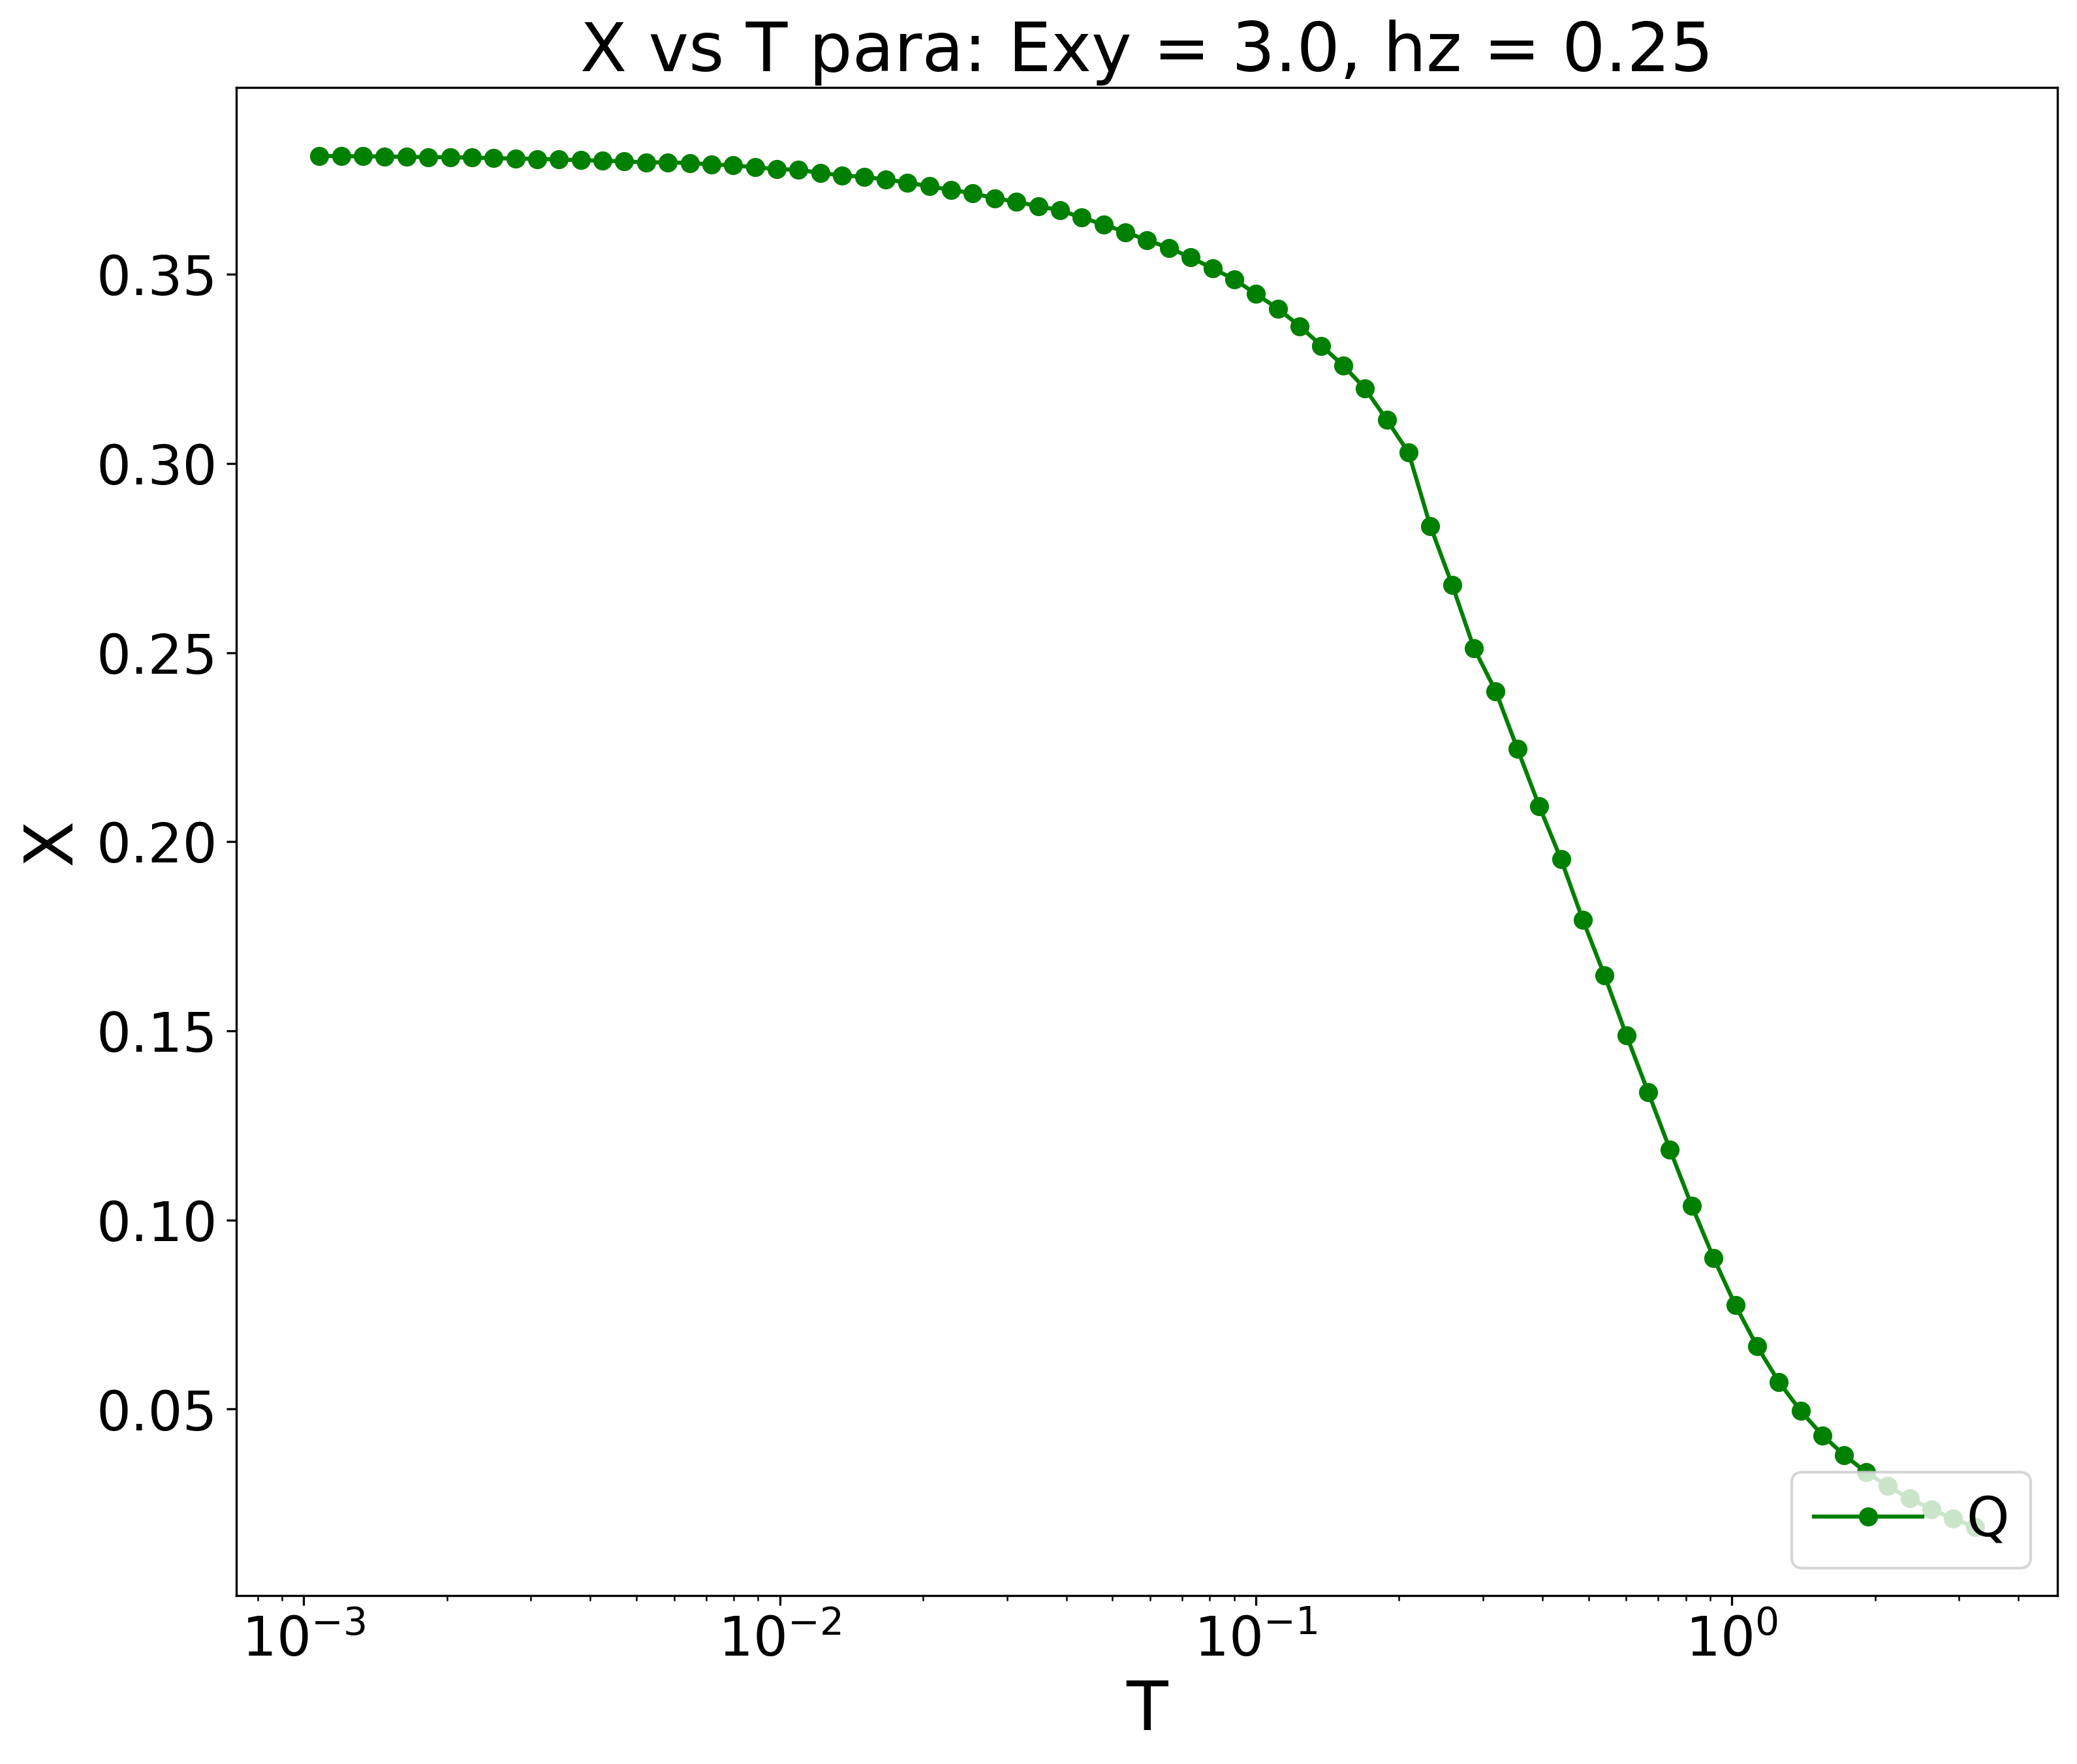 X vs T para: Exy = 3.0, hz = 0.25
X
0.35
0.30
0.25
0.20
0.15
0.10
0.05
Q
10⁻³ 10⁻² 10⁻¹ 10⁰
T